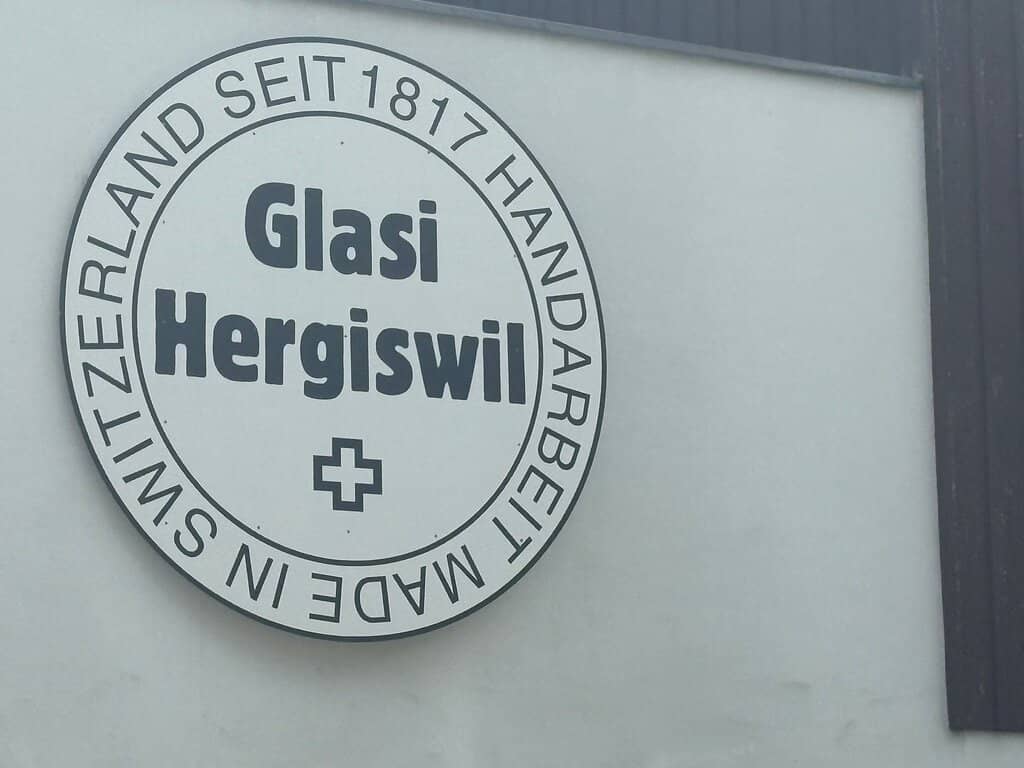 SEIT 1817 HANDARBEIT MADE IN SWITZERLAND
Glasi
Hergiswil